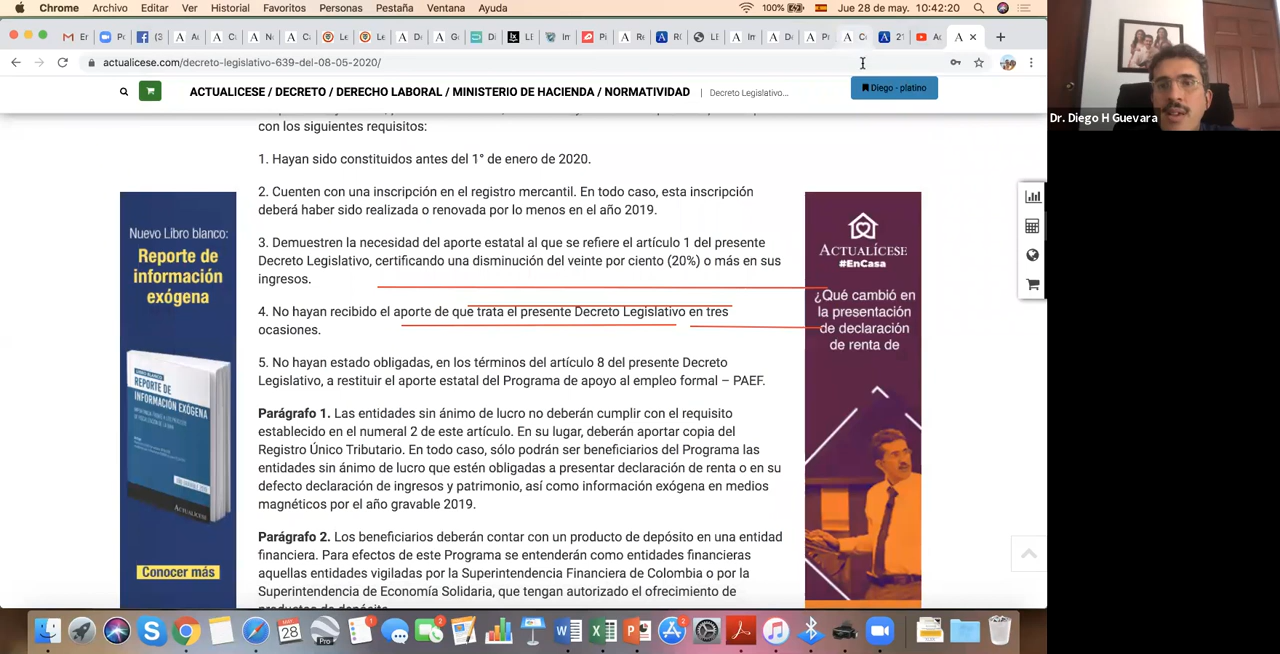 Chrome Archivo Editar Ver Historial Favoritos Personas Pestaña Ventana Ayuda 100% Jue 28 de may. 10:42:20
actualicese.com/decreto-legislativo-639-del-08-05-2020/
ACTUALICESE / DECRETO / DERECHO LABORAL / MINISTERIO DE HACIENDA / NORMATIVIDAD | Decreto Legislativo... Diego - platino
Dr. Diego H Guevara
con los siguientes requisitos:
1. Hayan sido constituidos antes del 1° de enero de 2020.
2. Cuenten con una inscripción en el registro mercantil. En todo caso, esta inscripción
deberá haber sido realizada o renovada por lo menos en el año 2019.
3. Demuestren la necesidad del aporte estatal al que se refiere el artículo 1 del presente
Decreto Legislativo, certificando una disminución del veinte por ciento (20%) o más en sus
ingresos.
4. No hayan recibido el aporte de que trata el presente Decreto Legislativo en tres
ocasiones.
5. No hayan estado obligadas, en los términos del artículo 8 del presente Decreto
Legislativo, a restituir el aporte estatal del Programa de apoyo al empleo formal – PAEF.
Parágrafo 1. Las entidades sin ánimo de lucro no deberán cumplir con el requisito
establecido en el numeral 2 de este artículo. En su lugar, deberán aportar copia del
Registro Único Tributario. En todo caso, sólo podrán ser beneficiarios del Programa las
entidades sin ánimo de lucro que estén obligadas a presentar declaración de renta o en su
defecto declaración de ingresos y patrimonio, así como información exógena en medios
magnéticos por el año gravable 2019.
Parágrafo 2. Los beneficiarios deberán contar con un producto de depósito en una entidad
financiera. Para efectos de este Programa se entenderán como entidades financieras
aquellas entidades vigiladas por la Superintendencia Financiera de Colombia o por la
Superintendencia de Economía Solidaria, que tengan autorizado el ofrecimiento de
Nuevo Libro blanco:
Reporte de
información
exógena
REPORTE DE
INFORMACIÓN EXÓGENA
ACTUALÍCESE
Conocer más
ACTUALÍCESE
#EnCasa
¿Qué cambió en
la presentación
de declaración
de renta de
MAY
28
Pro